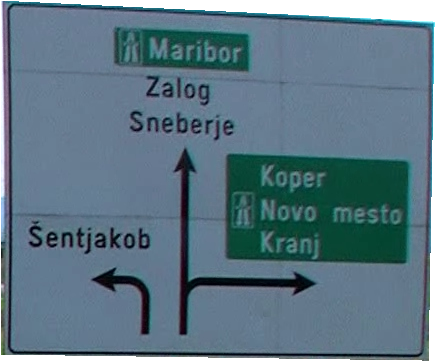 Maribor
Zalog
Sneberje
Koper
Novo mesto
Kranj
Šentjakob